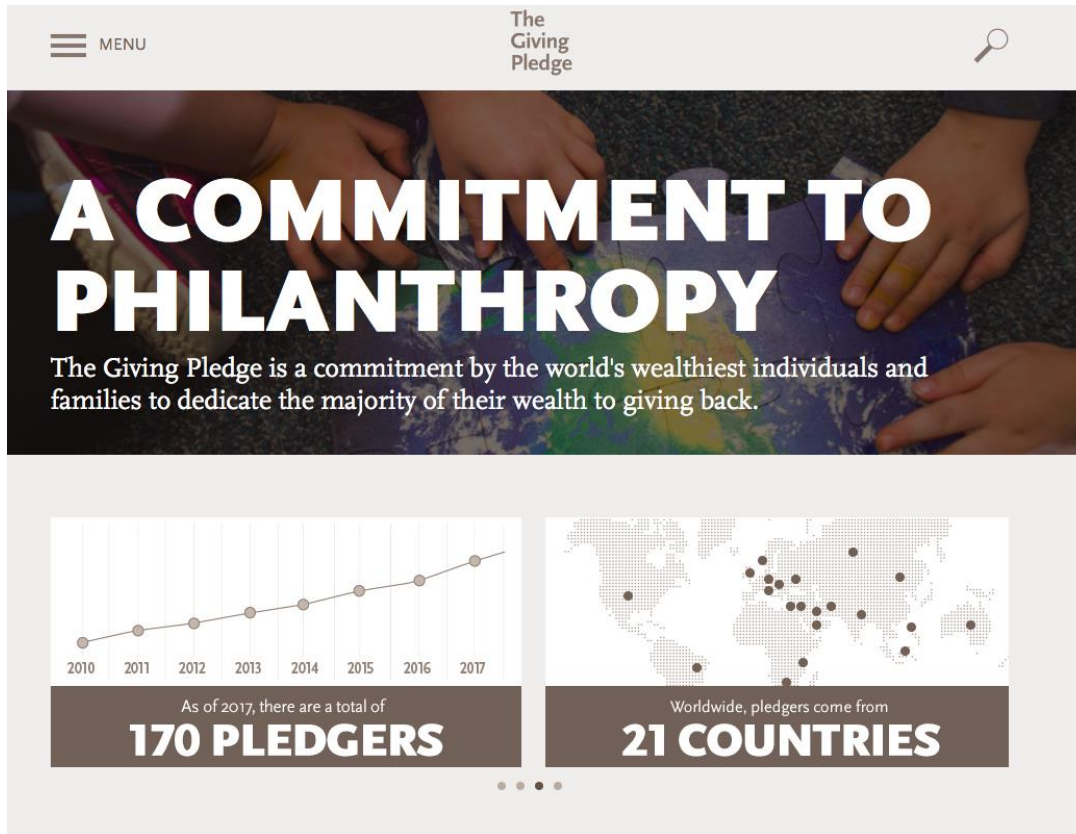 MENU
The
Giving
Pledge
A COMMITMENT TO
PHILANTHROPY
The Giving Pledge is a commitment by the world's wealthiest individuals and
families to dedicate the majority of their wealth to giving back.
2010 2011 2012 2013 2014 2015 2016 2017
As of 2017, there are a total of
170 PLEDGERS
Worldwide, pledgers come from
21 COUNTRIES